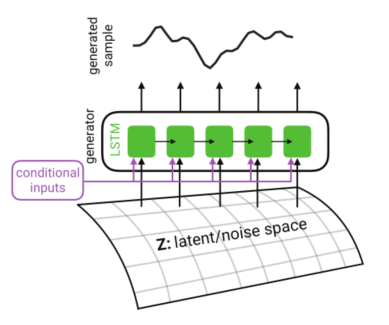 generated
sample
generator
LSTM
conditional
inputs
Z: latent/noise space